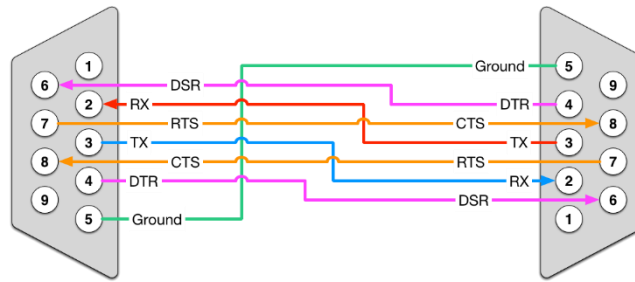 1 Ground 5
6 DSR 9
2 RX DTR 4
7 RTS CTS 8
3 TX TX 3
8 CTS RTS 7
4 DTR RX 2
9 DSR 6
5 Ground 1